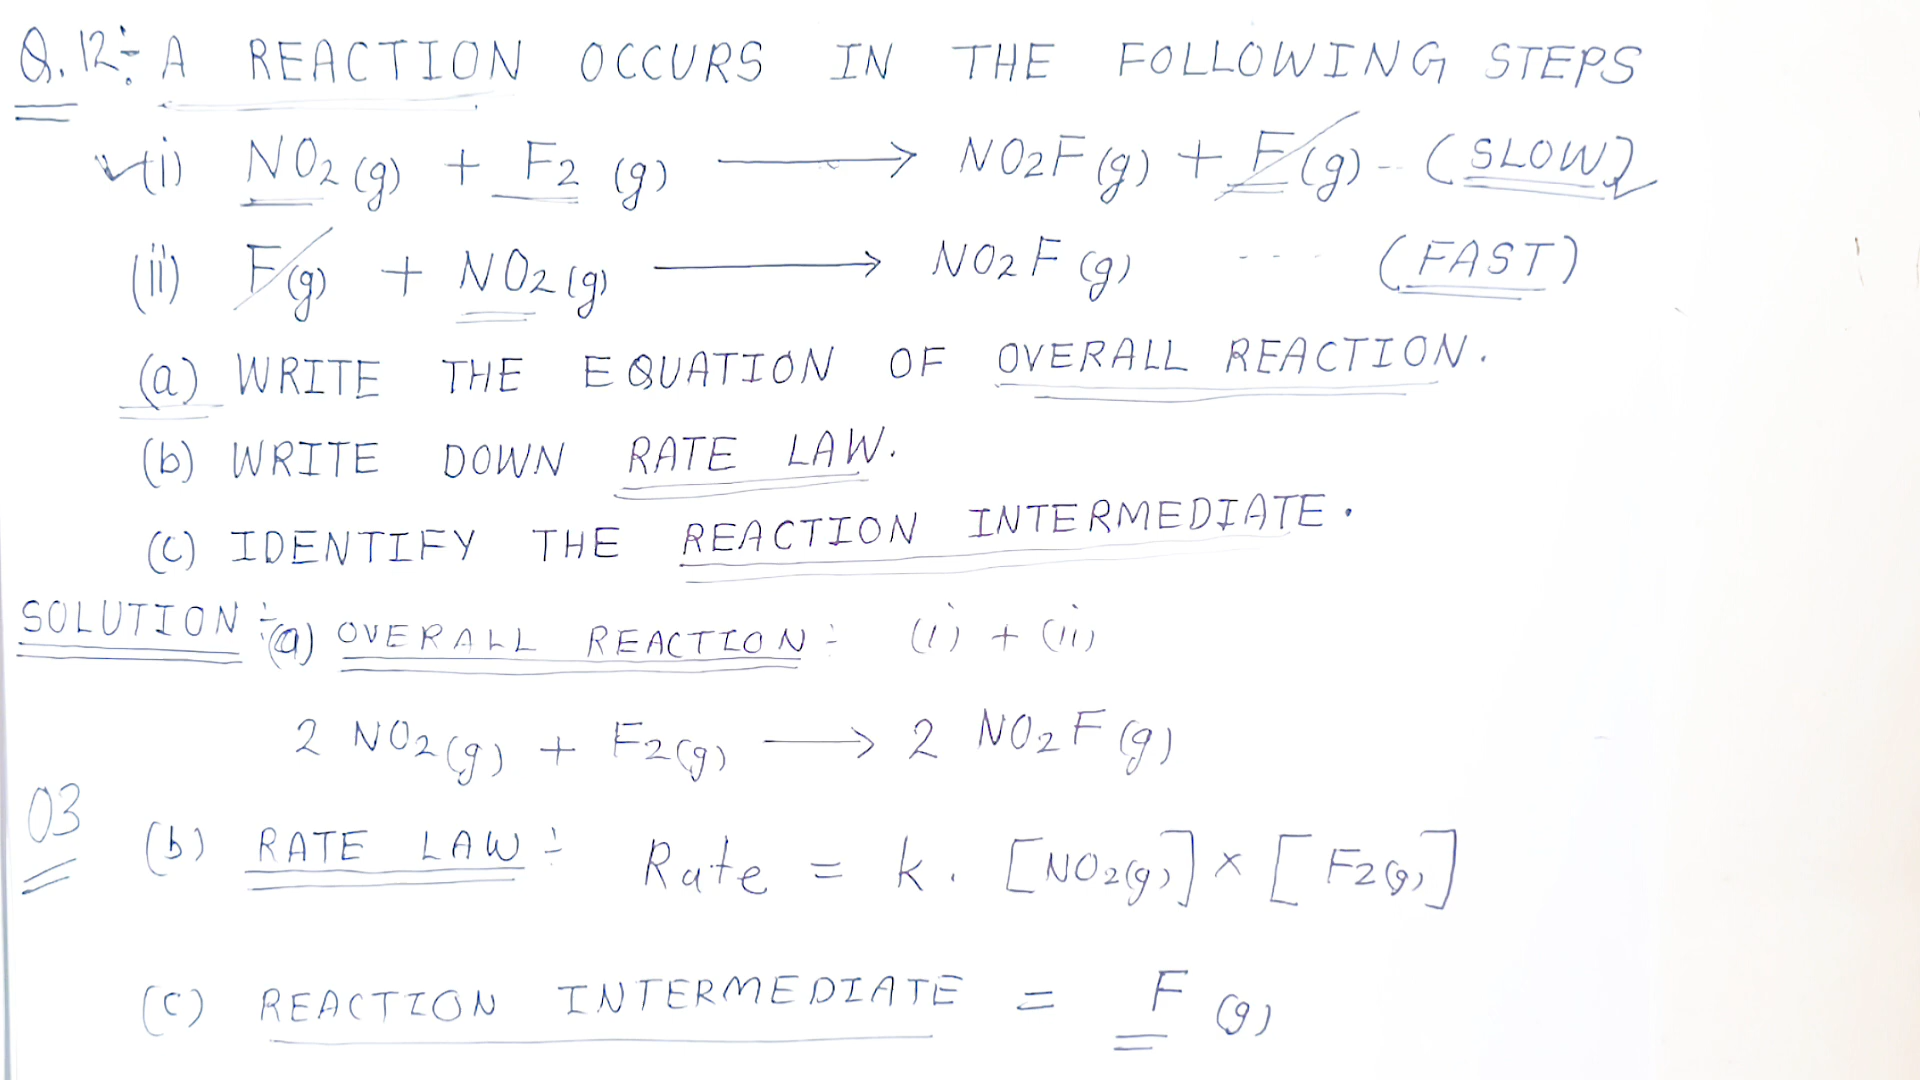 Q.12:- A REACTION OCCURS IN THE FOLLOWING STEPS
(i) NO2(g) + F2(g) ⟶ NO2F(g) + F(g) -- (SLOW)
(ii) F(g) + NO2(g) ⟶ NO2F(g) ---- (FAST)
(a) WRITE THE EQUATION OF OVERALL REACTION.
(b) WRITE DOWN RATE LAW.
(C) IDENTIFY THE REACTION INTERMEDIATE.
SOLUTION:- (a) OVERALL REACTION:- (i) + (ii)
2 NO2(g) + F2(g) ⟶ 2 NO2F(g)
03
(b) RATE LAW:- Rate = k. [NO2(g)] × [F2(g)]
(C) REACTION INTERMEDIATE = F(g)